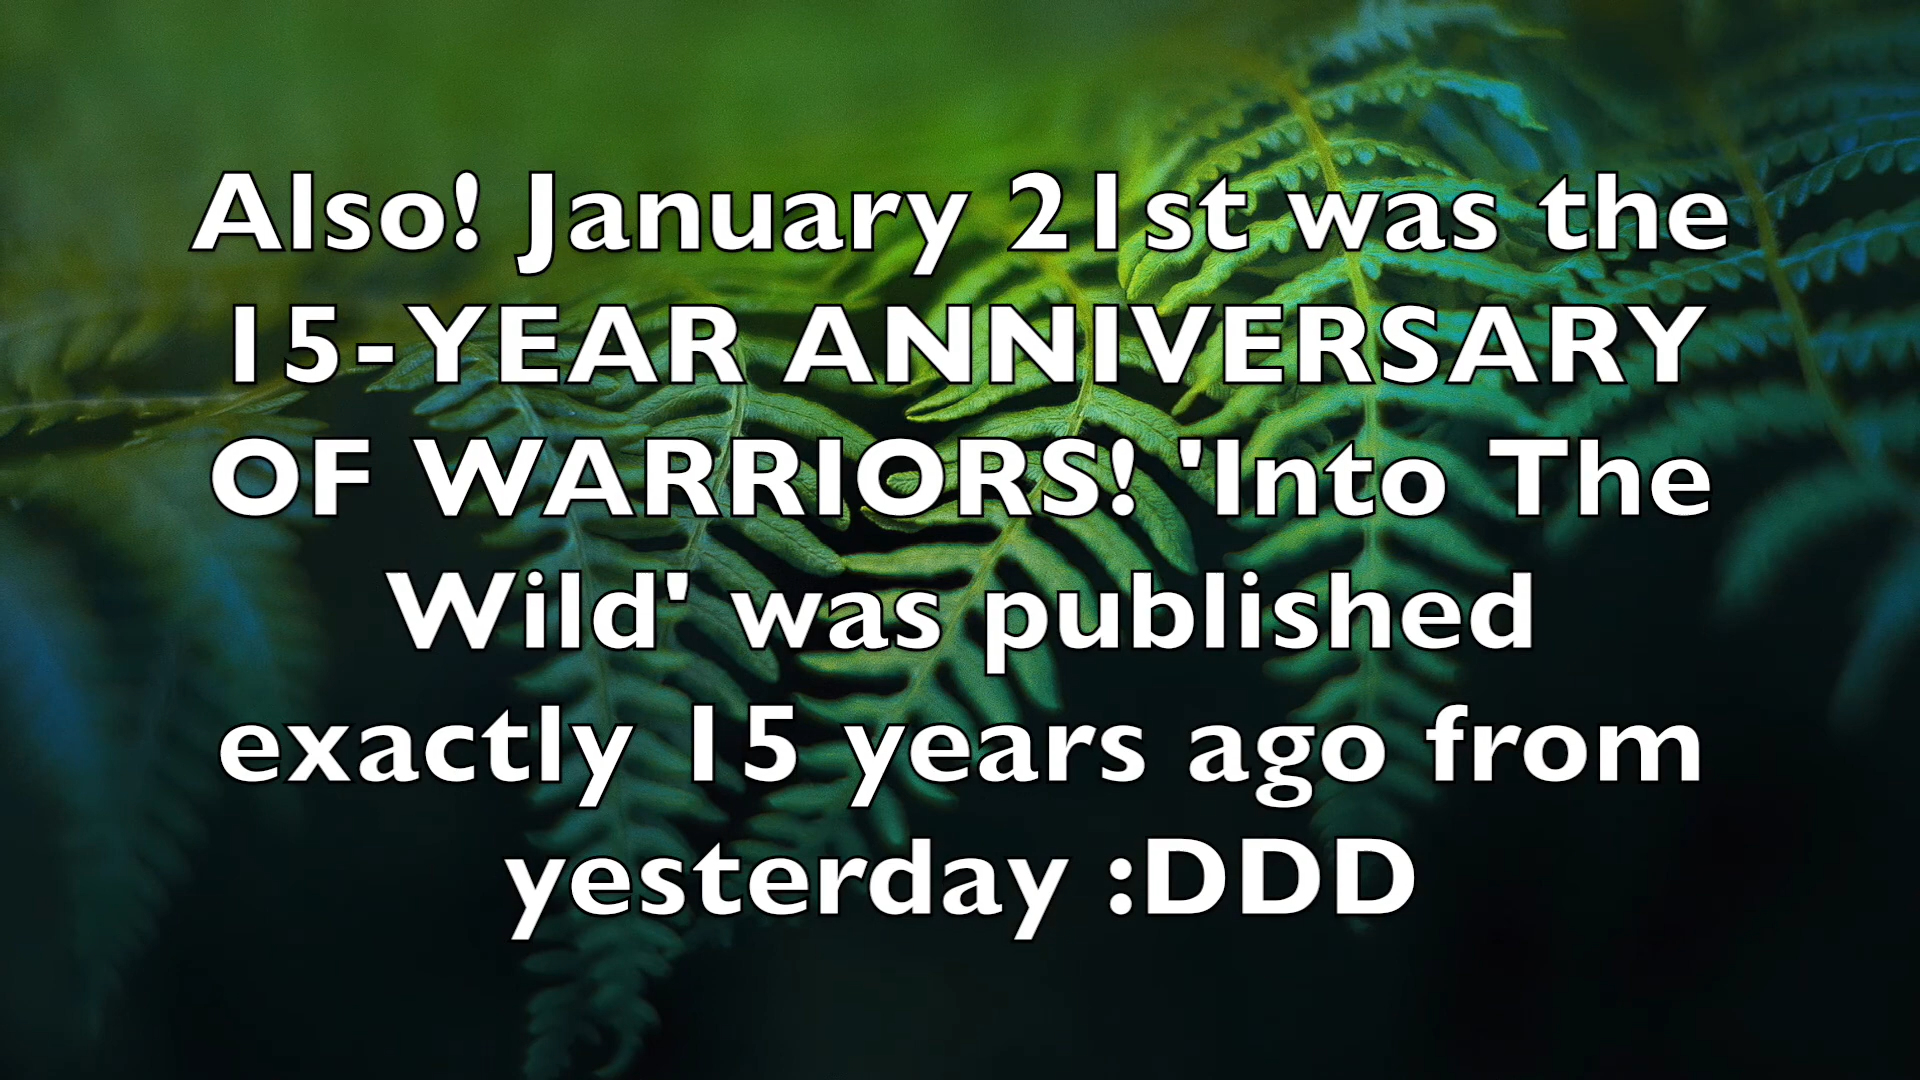 Also! January 21st was the
15-YEAR ANNIVERSARY
OF WARRIORS! 'Into The
Wild' was published
exactly 15 years ago from
yesterday :DDD